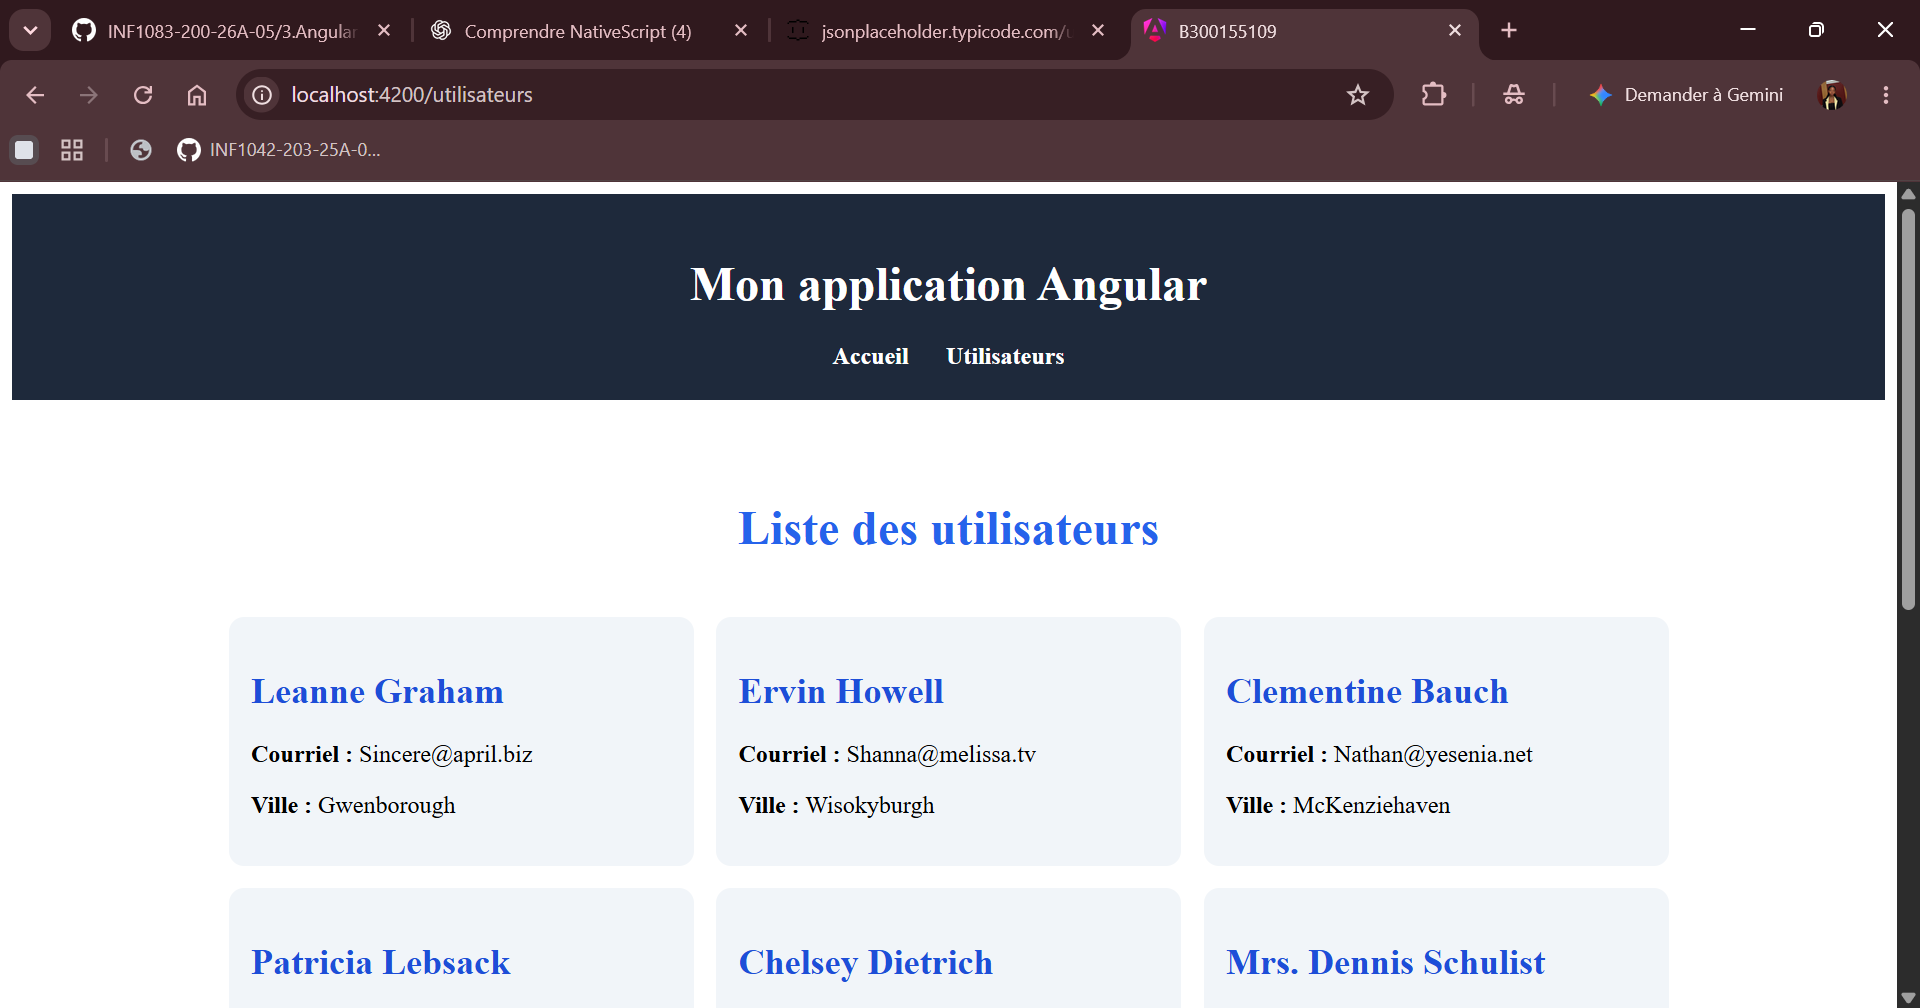 INF1083-200-26A-05/3.Angular
Comprendre NativeScript (4)
jsonplaceholder.typicode.com/u
B300155109
localhost:4200/utilisateurs
Demander à Gemini
INF1042-203-25A-0...
Mon application Angular
Accueil Utilisateurs
Liste des utilisateurs
Leanne Graham
Courriel : Sincere@april.biz
Ville : Gwenborough
Ervin Howell
Courriel : Shanna@melissa.tv
Ville : Wisokyburgh
Clementine Bauch
Courriel : Nathan@yesenia.net
Ville : McKenziehaven
Patricia Lebsack
Chelsey Dietrich
Mrs. Dennis Schulist